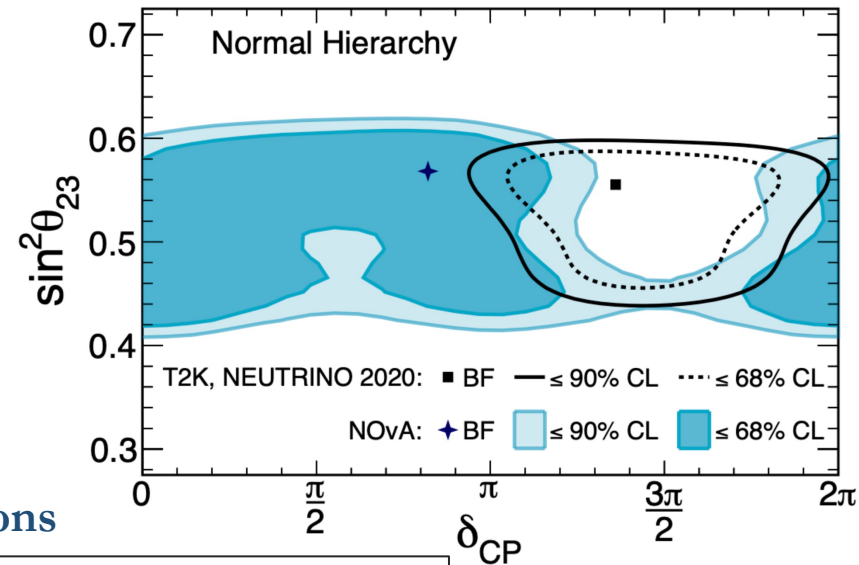 Normal Hierarchy
0.7
0.6
0.5
0.4
0.3
sin²θ₂₃
T2K, NEUTRINO 2020: BF ≤ 90% CL ≤ 68% CL
NOvA: BF ≤ 90% CL ≤ 68% CL
0 π/2 π 3π/2 2π
δ_CP
ons